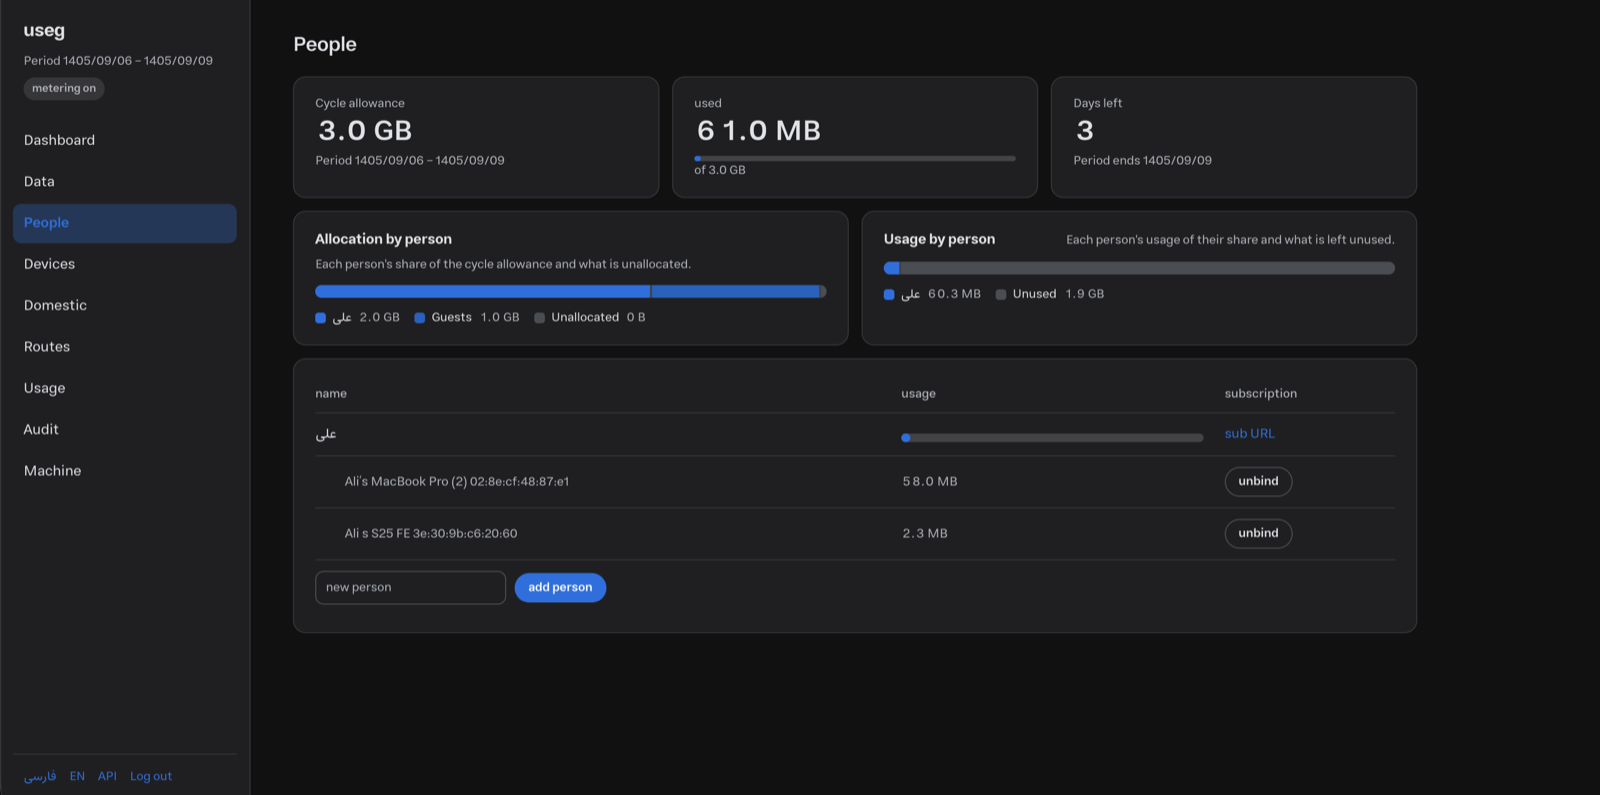 useg
Period 1405/09/06 – 1405/09/09
metering on
Dashboard
Data
People
Devices
Domestic
Routes
Usage
Audit
Machine
فارسی EN API Log out
People
Cycle allowance
3.0 GB
Period 1405/09/06 – 1405/09/09
used
61.0 MB
of 3.0 GB
Days left
3
Period ends 1405/09/09
Allocation by person
Each person's share of the cycle allowance and what is unallocated.
علی 2.0 GB Guests 1.0 GB Unallocated 0 B
Usage by person Each person's usage of their share and what is left unused.
علی 60.3 MB Unused 1.9 GB
name usage subscription
علی sub URL
Ali's MacBook Pro (2) 02:8e:cf:48:87:e1 58.0 MB unbind
Ali s S25 FE 3e:30:9b:c6:20:60 2.3 MB unbind
new person add person